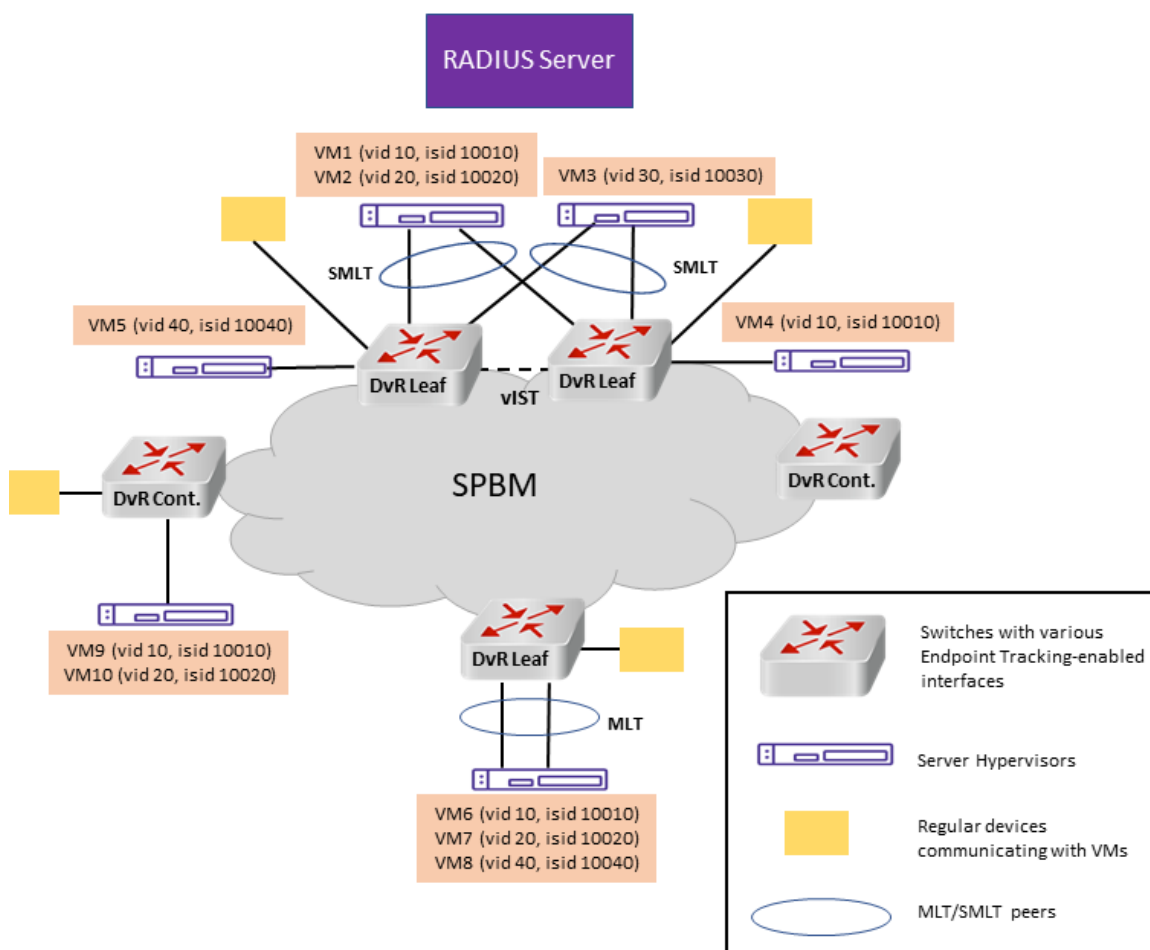 RADIUS Server
VM1 (vid 10, isid 10010)
VM2 (vid 20, isid 10020)
VM3 (vid 30, isid 10030)
SMLT
SMLT
VM5 (vid 40, isid 10040)
VM4 (vid 10, isid 10010)
DvR Leaf
vIST
DvR Leaf
SPBM
DvR Cont.
DvR Cont.
VM9 (vid 10, isid 10010)
VM10 (vid 20, isid 10020)
DvR Leaf
MLT
VM6 (vid 10, isid 10010)
VM7 (vid 20, isid 10020)
VM8 (vid 40, isid 10040)
Switches with various
Endpoint Tracking-enabled
interfaces
Server Hypervisors
Regular devices
communicating with VMs
MLT/SMLT peers